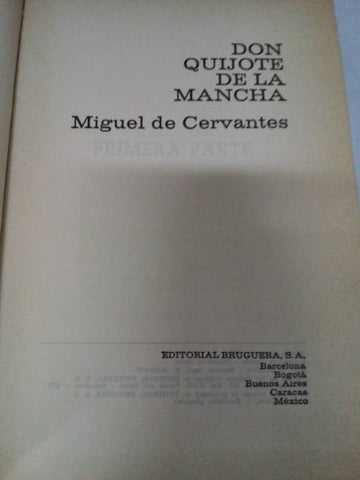 DON
QUIJOTE
DE LA
MANCHA
Miguel de Cervantes
PRIMERA PARTE
EDITORIAL BRUGUERA, S.A.
Barcelona
Bogotá
Buenos Aires
Caracas
México